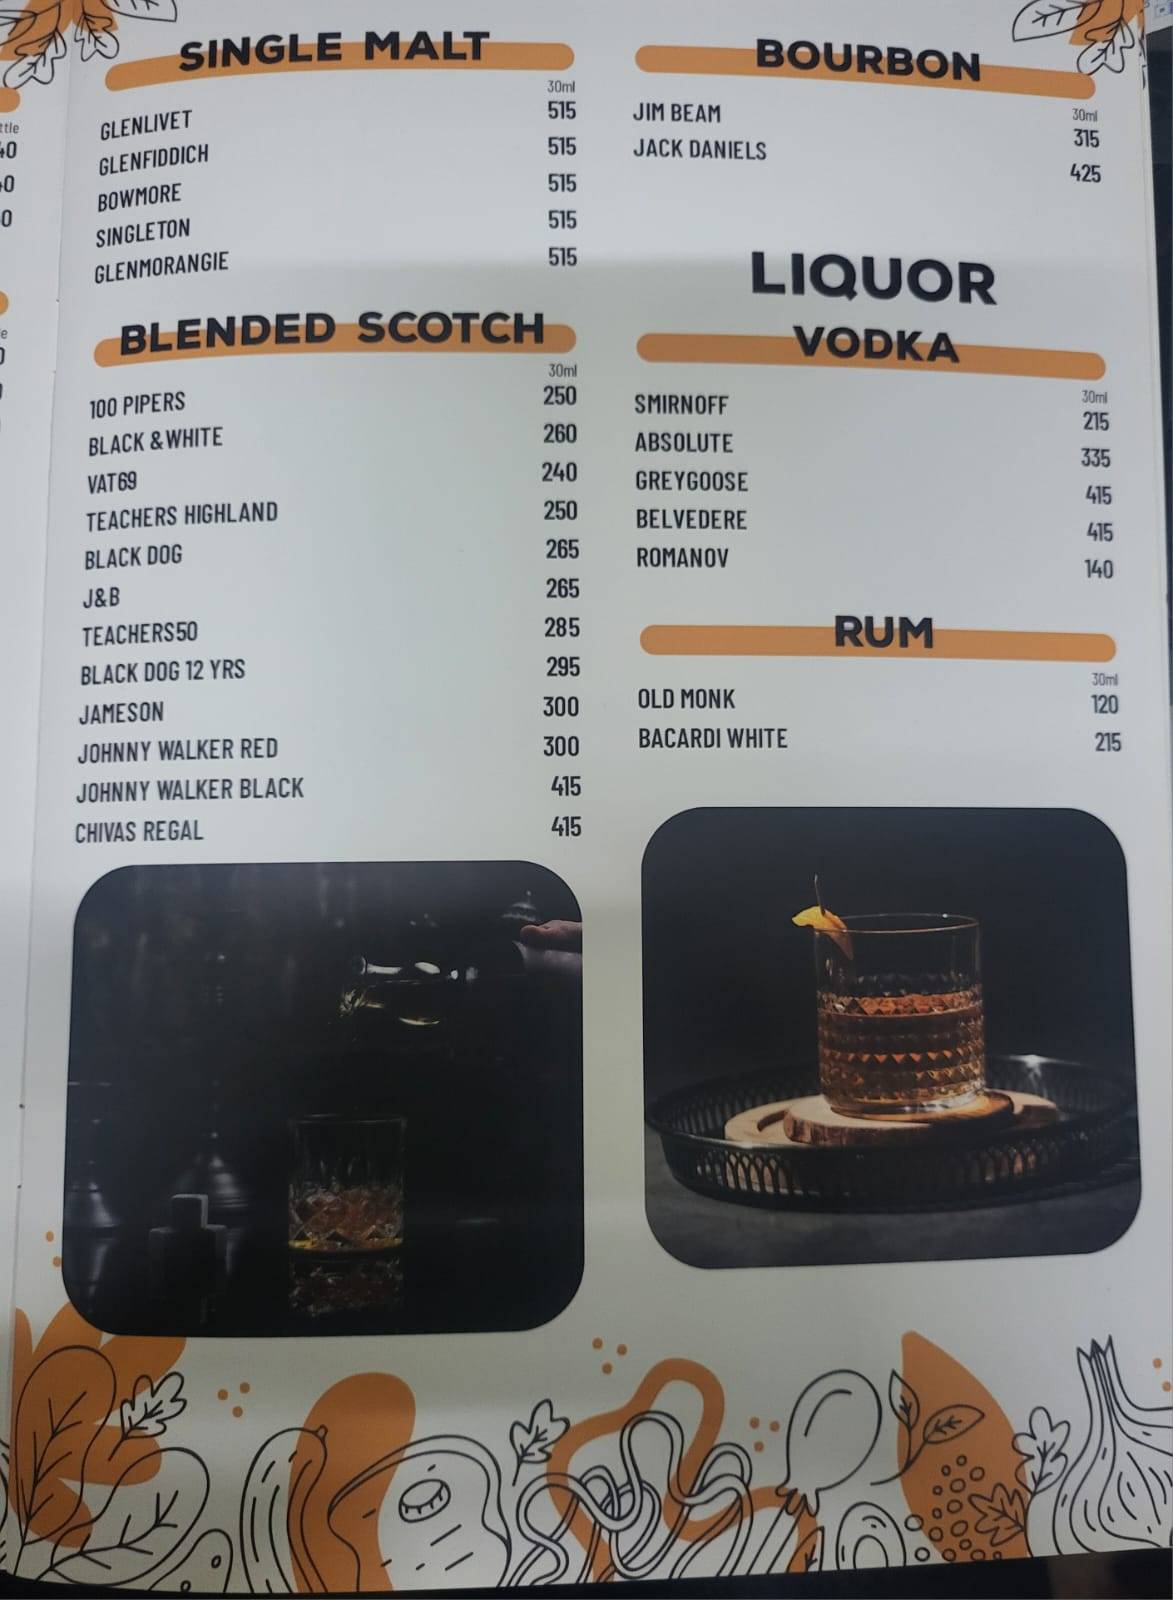 SINGLE MALT
30ml
GLENLIVET 515
GLENFIDDICH 515
BOWMORE 515
SINGLETON 515
GLENMORANGIE 515
BLENDED SCOTCH
30ml
100 PIPERS 250
BLACK &WHITE 260
VAT69 240
TEACHERS HIGHLAND 250
BLACK DOG 265
J&B 265
TEACHERS50 285
BLACK DOG 12 YRS 295
JAMESON 300
JOHNNY WALKER RED 300
JOHNNY WALKER BLACK 415
CHIVAS REGAL 415
BOURBON
30ml
JIM BEAM 315
JACK DANIELS 425
LIQUOR
VODKA
30ml
SMIRNOFF 215
ABSOLUTE 335
GREYGOOSE 415
BELVEDERE 415
ROMANOV 140
RUM
30ml
OLD MONK 120
BACARDI WHITE 215